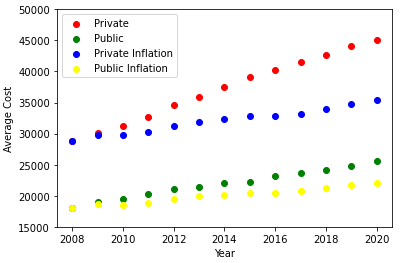 50000
45000
40000
35000
30000
25000
20000
15000
Average Cost
Private
Public
Private Inflation
Public Inflation
2008 2010 2012 2014 2016 2018 2020
Year